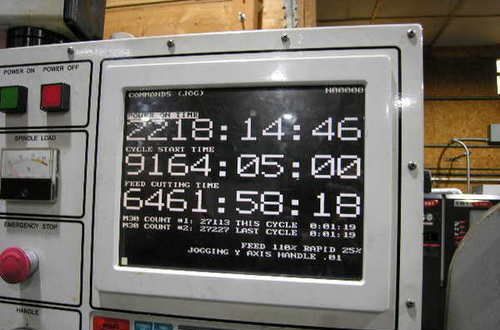 POWER ON POWER OFF
SPINDLE LOAD
EMERGENCY STOP
HANDLE
COMMANDS (JOG) N00000
POWER ON TIME
2218:14:46
CYCLE START TIME
9164:05:00
FEED CUTTING TIME
6461:58:18
M30 COUNT #1: 27113 THIS CYCLE 0:01:19
M30 COUNT #2: 27227 LAST CYCLE 0:01:19
FEED 110% RAPID 25%
JOGGING Y AXIS HANDLE .01